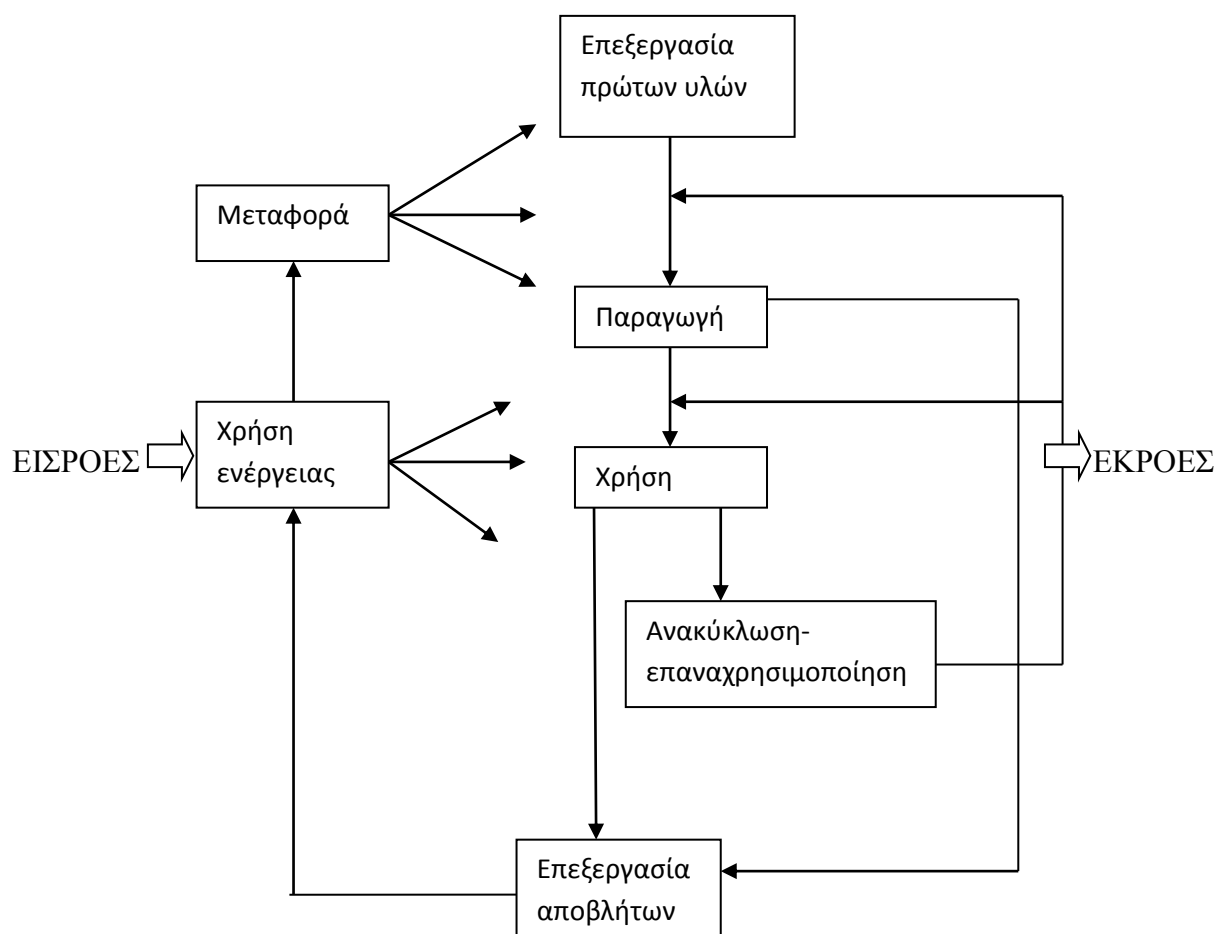 Επεξεργασία
πρώτων υλών
Μεταφορά
Παραγωγή
Χρήση
ενέργειας
ΕΙΣΡΟΕΣ
Χρήση
ΕΚΡΟΕΣ
Ανακύκλωση-
επαναχρησιμοποίηση
Επεξεργασία
αποβλήτων